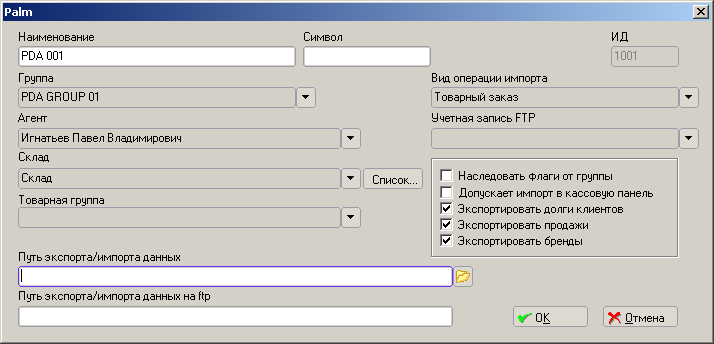 Palm
Наименование Символ ИД
PDA 001 1001
Группа Вид операции импорта
PDA GROUP 01 Товарный заказ
Агент Учетная запись FTP
Игнатьев Павел Владимирович
Склад
Склад Список...
Наследовать флаги от группы
Допускает импорт в кассовую панель
Товарная группа
Экспортировать долги клиентов
Экспортировать продажи
Экспортировать бренды
Путь экспорта/импорта данных
Путь экспорта/импорта данных на ftp
OK Отмена